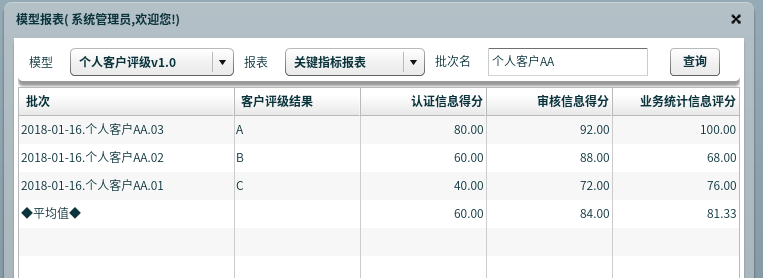 模型报表( 系统管理员,欢迎您!)
模型 个人客户评级v1.0 报表 关键指标报表 批次名 个人客户AA 查询
批次 客户评级结果 认证信息得分 审核信息得分 业务统计信息评分
2018-01-16.个人客户AA.03 A 80.00 92.00 100.00
2018-01-16.个人客户AA.02 B 60.00 88.00 68.00
2018-01-16.个人客户AA.01 C 40.00 72.00 76.00
◆平均值◆ 60.00 84.00 81.33